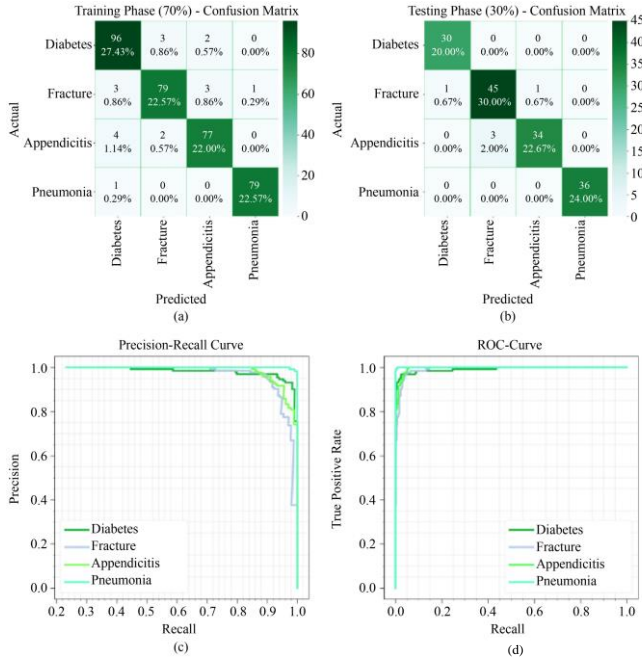 Training Phase (70%) - Confusion Matrix
Actual
Diabetes 96 3 2 0
27.43% 0.86% 0.57% 0.00%
Fracture 3 79 3 1
0.86% 22.57% 0.86% 0.29%
Appendicitis 4 2 77 0
1.14% 0.57% 22.00% 0.00%
Pneumonia 1 0 0 79
0.29% 0.00% 0.00% 22.57%
80
60
40
20
0
Diabetes Fracture Appendicitis Pneumonia
Predicted
(a)
Testing Phase (30%) - Confusion Matrix
Actual
Diabetes 30 0 0 0
20.00% 0.00% 0.00% 0.00%
Fracture 1 45 1 0
0.67% 30.00% 0.67% 0.00%
Appendicitis 0 3 34 0
0.00% 2.00% 22.67% 0.00%
Pneumonia 0 0 0 36
0.00% 0.00% 0.00% 24.00%
45
40
35
30
25
20
15
10
5
0
Diabetes Fracture Appendicitis Pneumonia
Predicted
(b)
Precision-Recall Curve
Precision
1.0
0.8
0.6
0.4
0.2
0.0
Diabetes
Fracture
Appendicitis
Pneumonia
0.2 0.3 0.4 0.5 0.6 0.7 0.8 0.9 1.0
Recall
(c)
ROC-Curve
True Positive Rate
1.0
0.8
0.6
0.4
0.2
0.0
Diabetes
Fracture
Appendicitis
Pneumonia
0.0 0.2 0.4 0.6 0.8 1.0
Recall
(d)